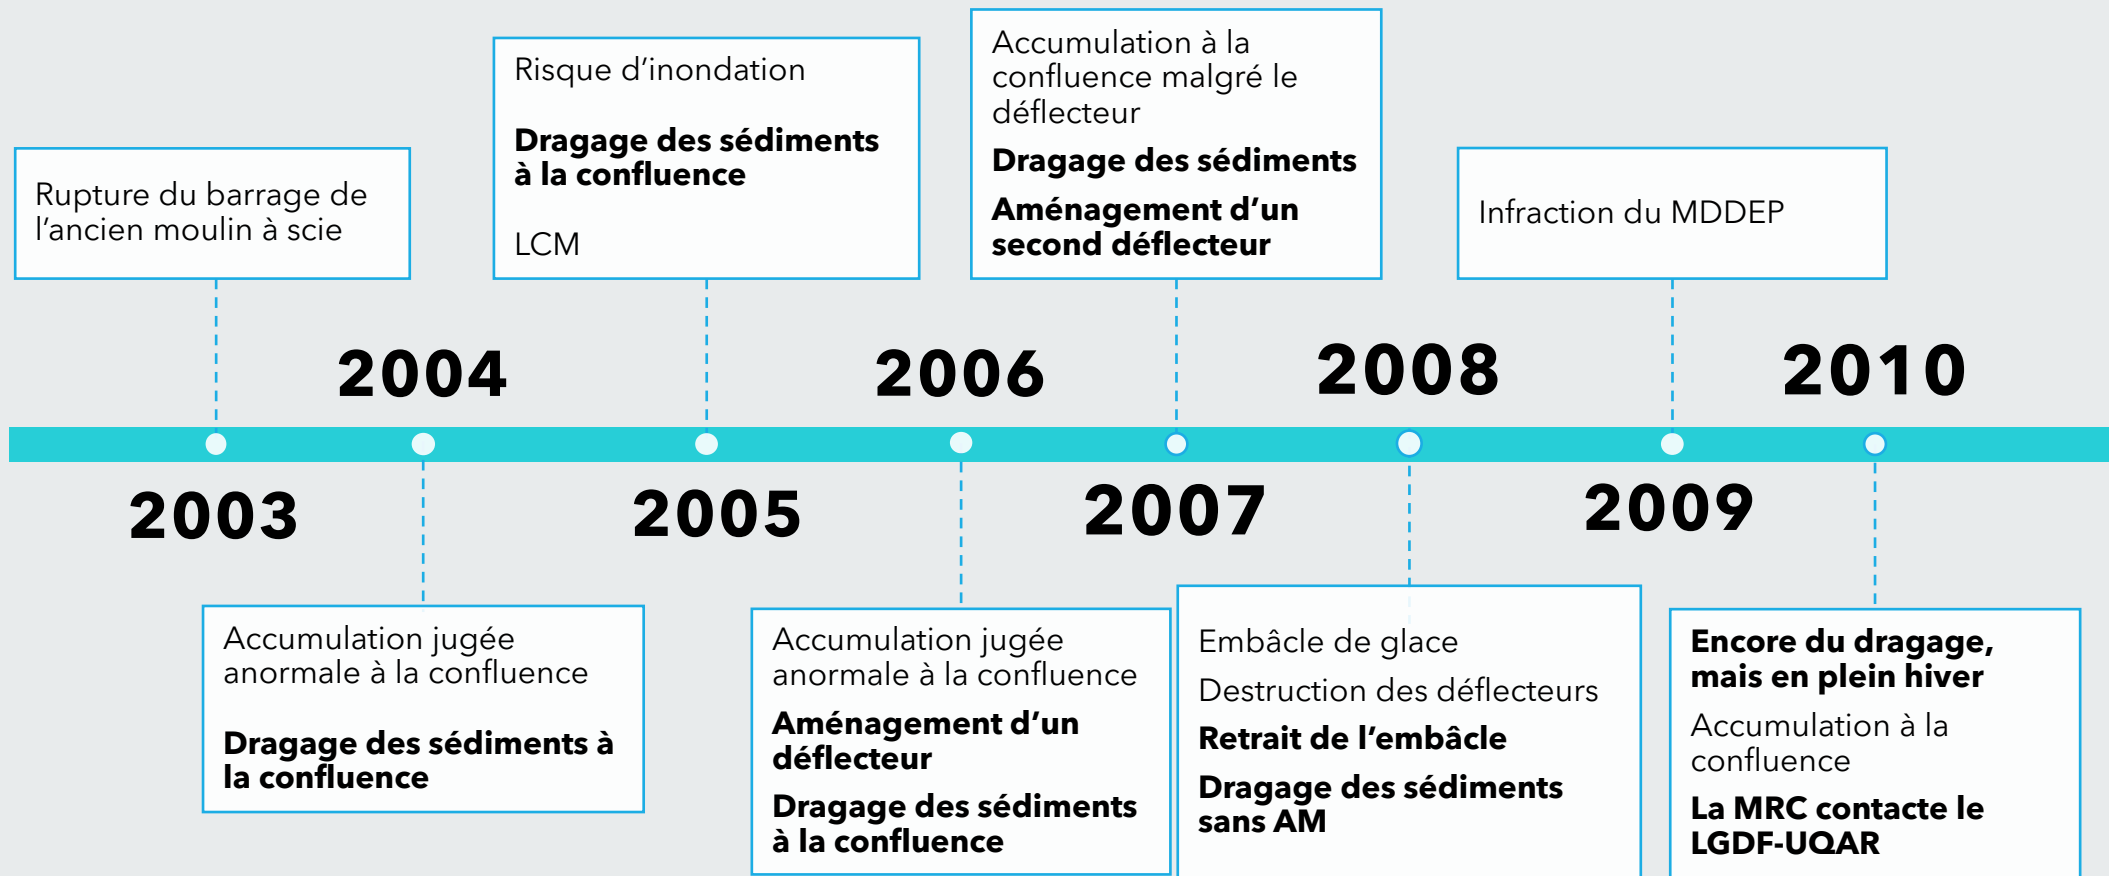 Rupture du barrage de
l'ancien moulin à scie
Risque d'inondation
Dragage des sédiments
à la confluence
LCM
Accumulation à la
confluence malgré le
déflecteur
Dragage des sédiments
Aménagement d'un
second déflecteur
Infraction du MDDEP
2004
2006
2008
2010
2003
2005
2007
2009
Accumulation jugée
anormale à la confluence
Dragage des sédiments à
la confluence
Accumulation jugée
anormale à la confluence
Aménagement d'un
déflecteur
Dragage des sédiments
à la confluence
Embâcle de glace
Destruction des déflecteurs
Retrait de l'embâcle
Dragage des sédiments
sans AM
Encore du dragage,
mais en plein hiver
Accumulation à la
confluence
La MRC contacte le
LGDF-UQAR